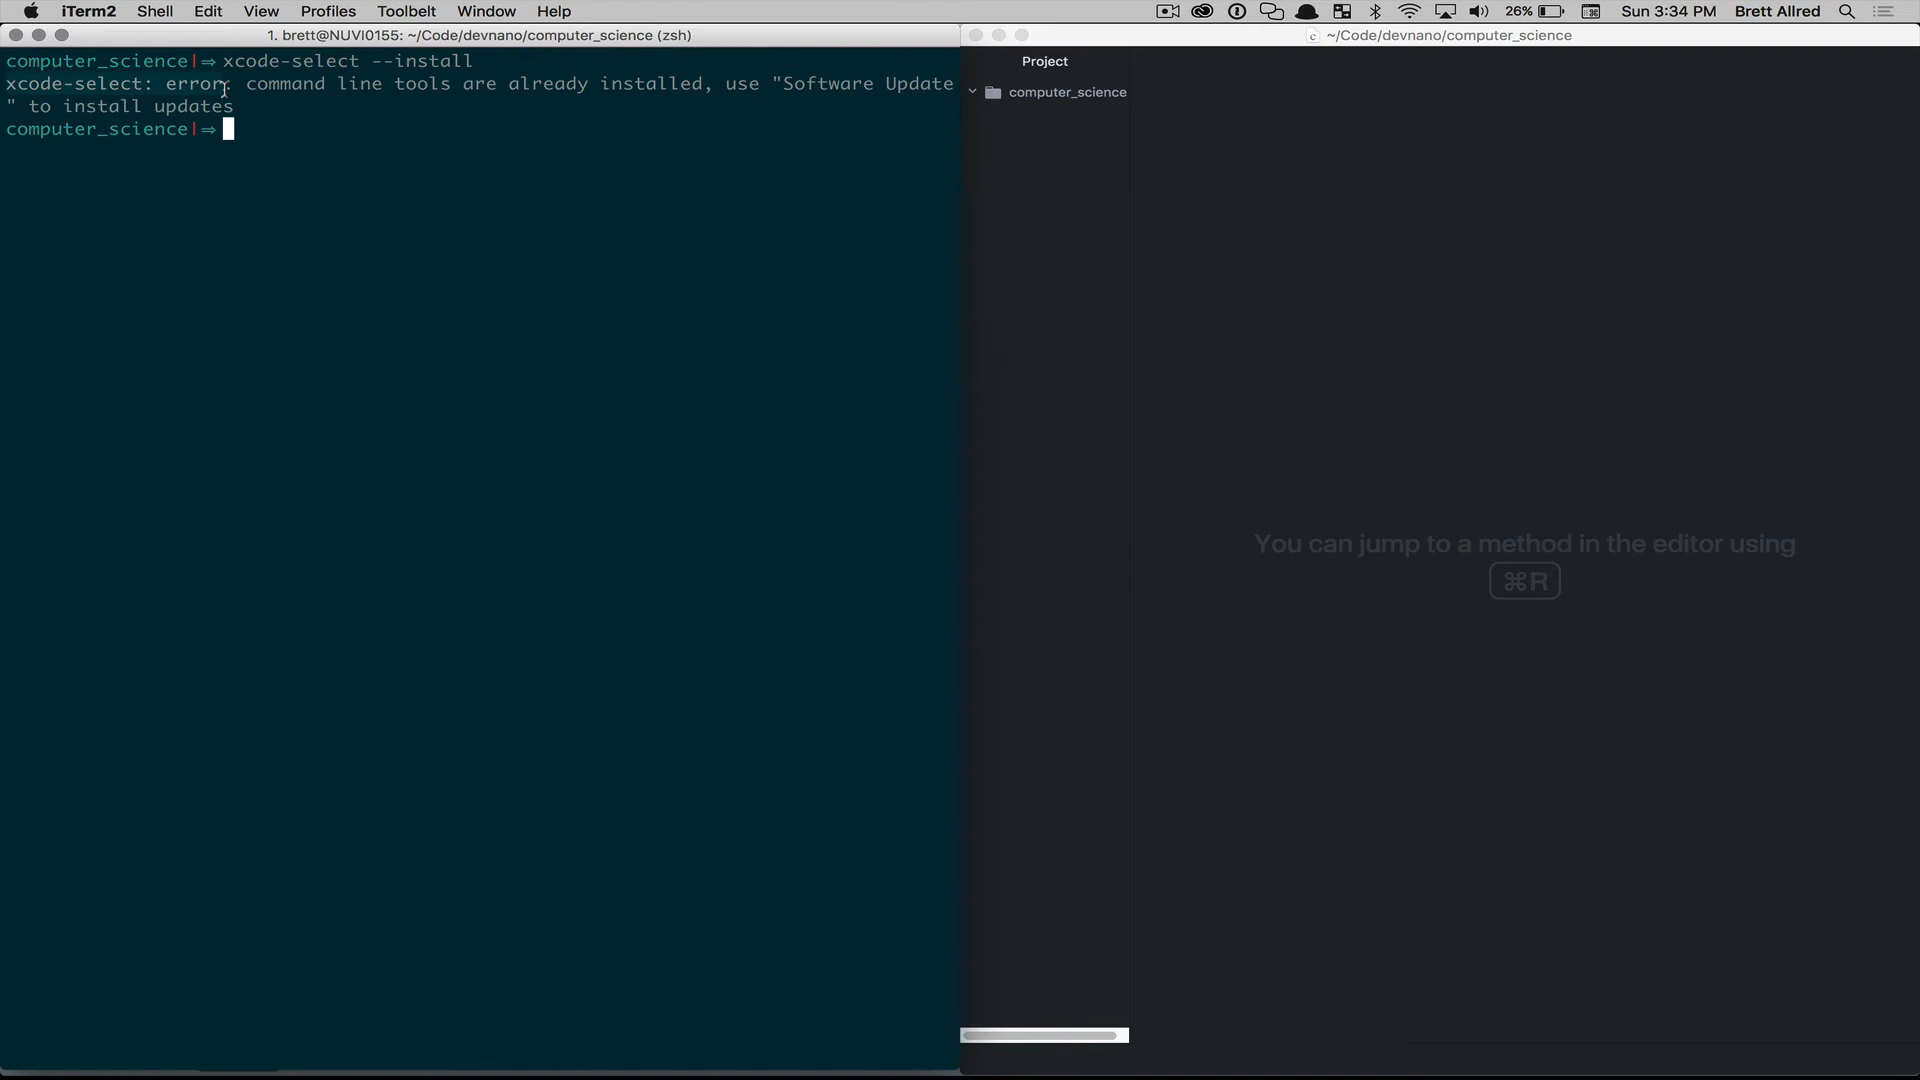 iTerm2 Shell Edit View Profiles Toolbelt Window Help 26% Sun 3:34 PM Brett Allred
1. brett@NUVI0155: ~/Code/devnano/computer_science (zsh)
computer_science|⇒ xcode-select --install
xcode-select: error: command line tools are already installed, use "Software Update
" to install updates
computer_science|⇒
~/Code/devnano/computer_science
Project
computer_science
You can jump to a method in the editor using
⌘R